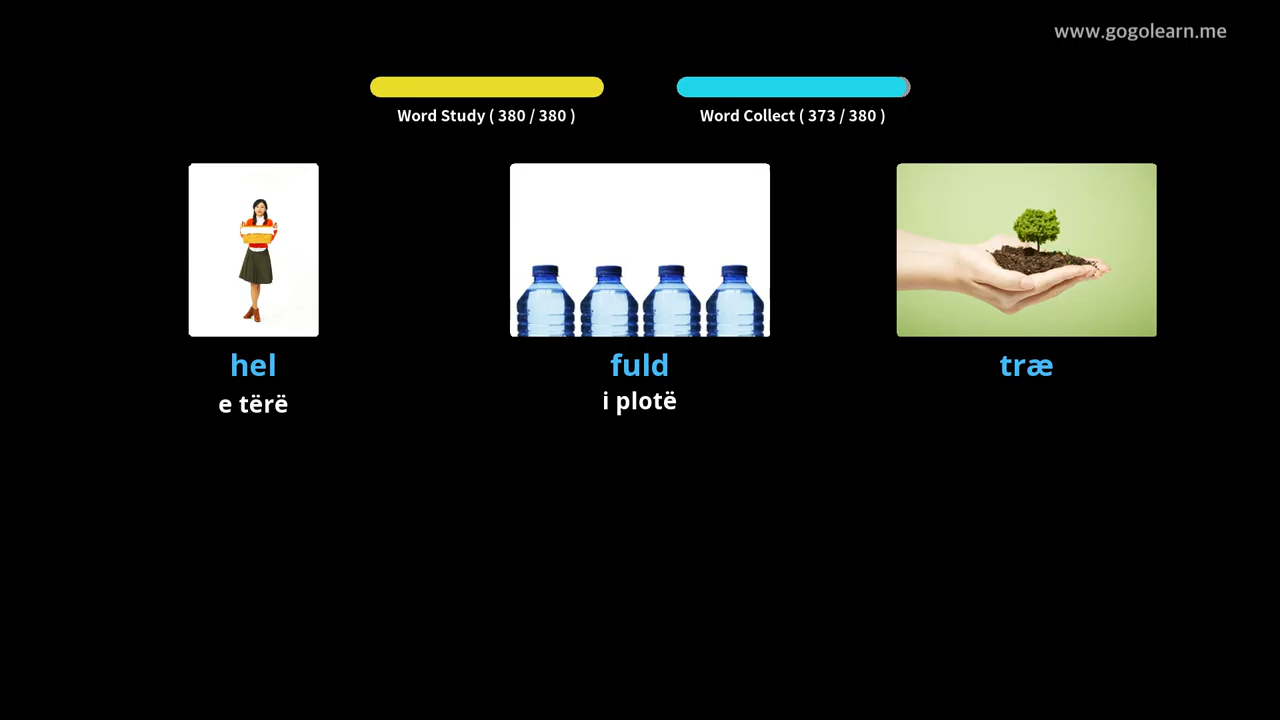 www.gogolearn.me
Word Study ( 380 / 380 )
Word Collect ( 373 / 380 )
hel
fuld
træ
e tërë
i plotë